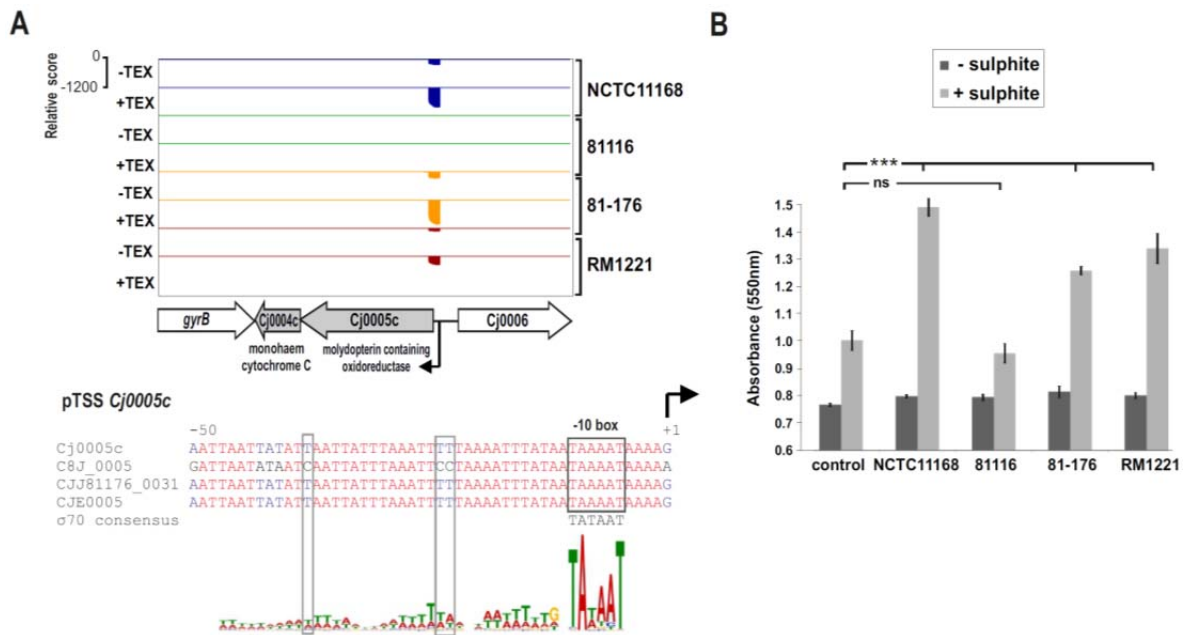 A
Relative score
0
-1200
-TEX
+TEX
NCTC11168
-TEX
+TEX
81116
-TEX
+TEX
81-176
-TEX
+TEX
RM1221
gyrB
Cj0004c
Cj0005c
Cj0006
monohaem
cytochrome C
molydopterin containing
oxidoreductase
pTSS Cj0005c
-50
-10 box
+1
Cj0005c AATTAATTATATTAATTATTTAAATTTTTAAAATTTATAATAAAATAAAAG
C8J_0005 GATTAATATAATCAATTATTTAAATTCCTAAAATTTATAATAAAATAAAAA
CJJ81176_0031 AATTAATTATATTAATTATTTAAATTTTTAAAATTTATAATAAAATAAAAG
CJE0005 AATTAATTATATTAATTATTTAAATTTTTAAAATTTATAATAAAATAAAAG
σ70 consensus TATAAT
B
- sulphite
+ sulphite
***
ns
Absorbance (550nm)
1.5
1.4
1.3
1.2
1.1
1.0
0.9
0.8
0.7
0.6
control NCTC11168 81116 81-176 RM1221